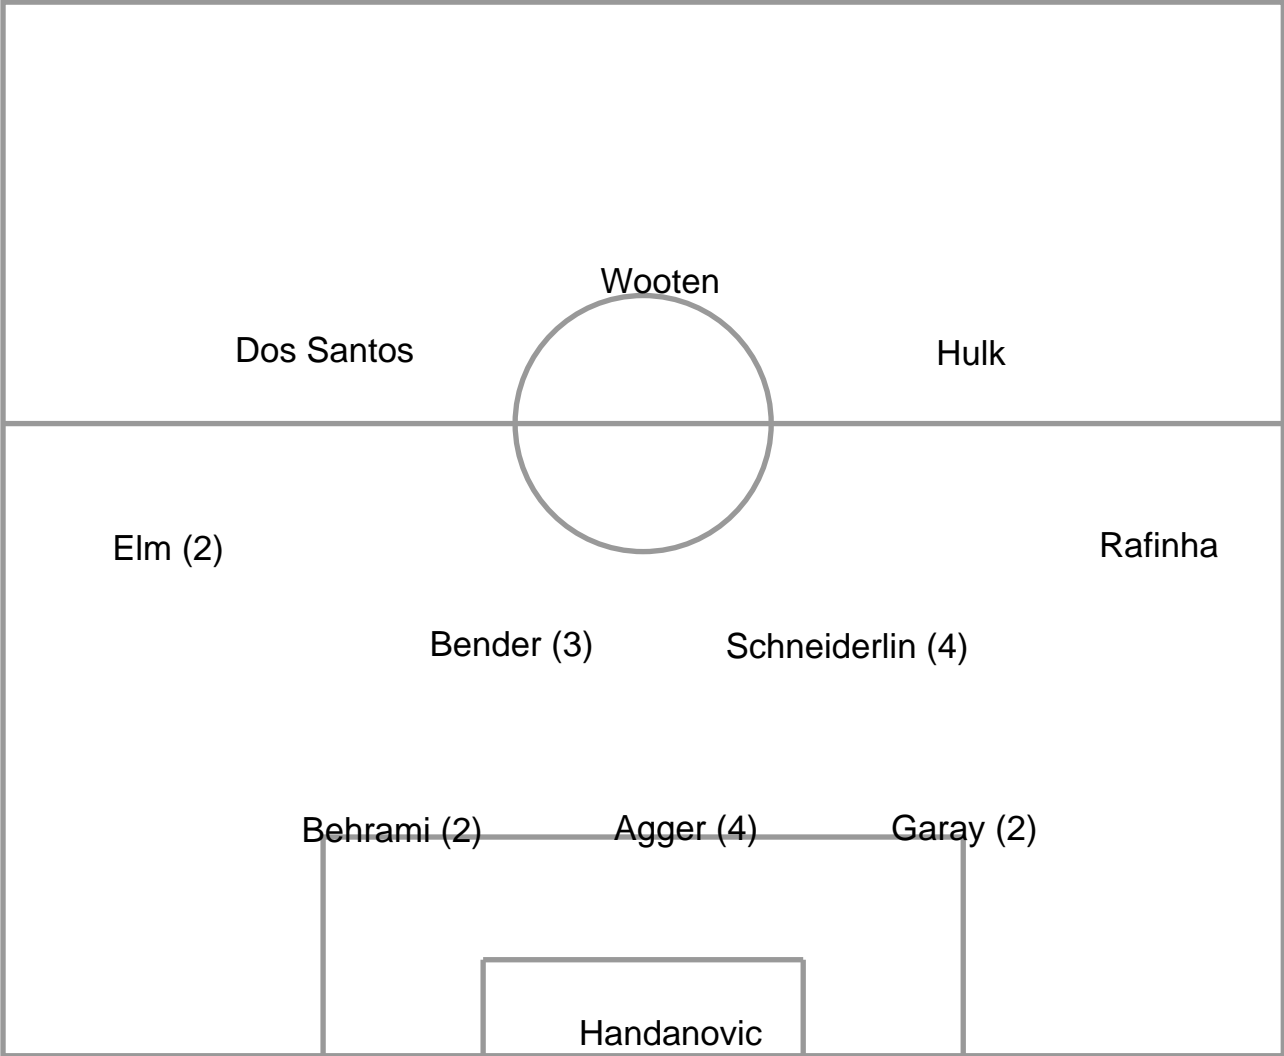 Wooten
Dos Santos
Hulk
Elm (2)
Rafinha
Bender (3)
Schneiderlin (4)
Behrami (2)
Agger (4)
Garay (2)
Handanovic